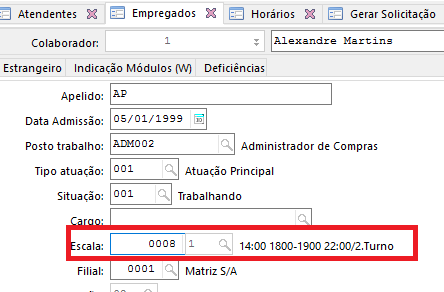 Atendentes Empregados Horários Gerar Solicitação
Colaborador: 1 Alexandre Martins
Estrangeiro Indicação Módulos (W) Deficiências
Apelido: AP
Data Admissão: 05/01/1999
Posto trabalho: ADM002 Administrador de Compras
Tipo atuação: 001 Atuação Principal
Situação: 001 Trabalhando
Cargo:
Escala: 0008 1 14:00 1800-1900 22:00/2.Turno
Filial: 0001 Matriz S/A